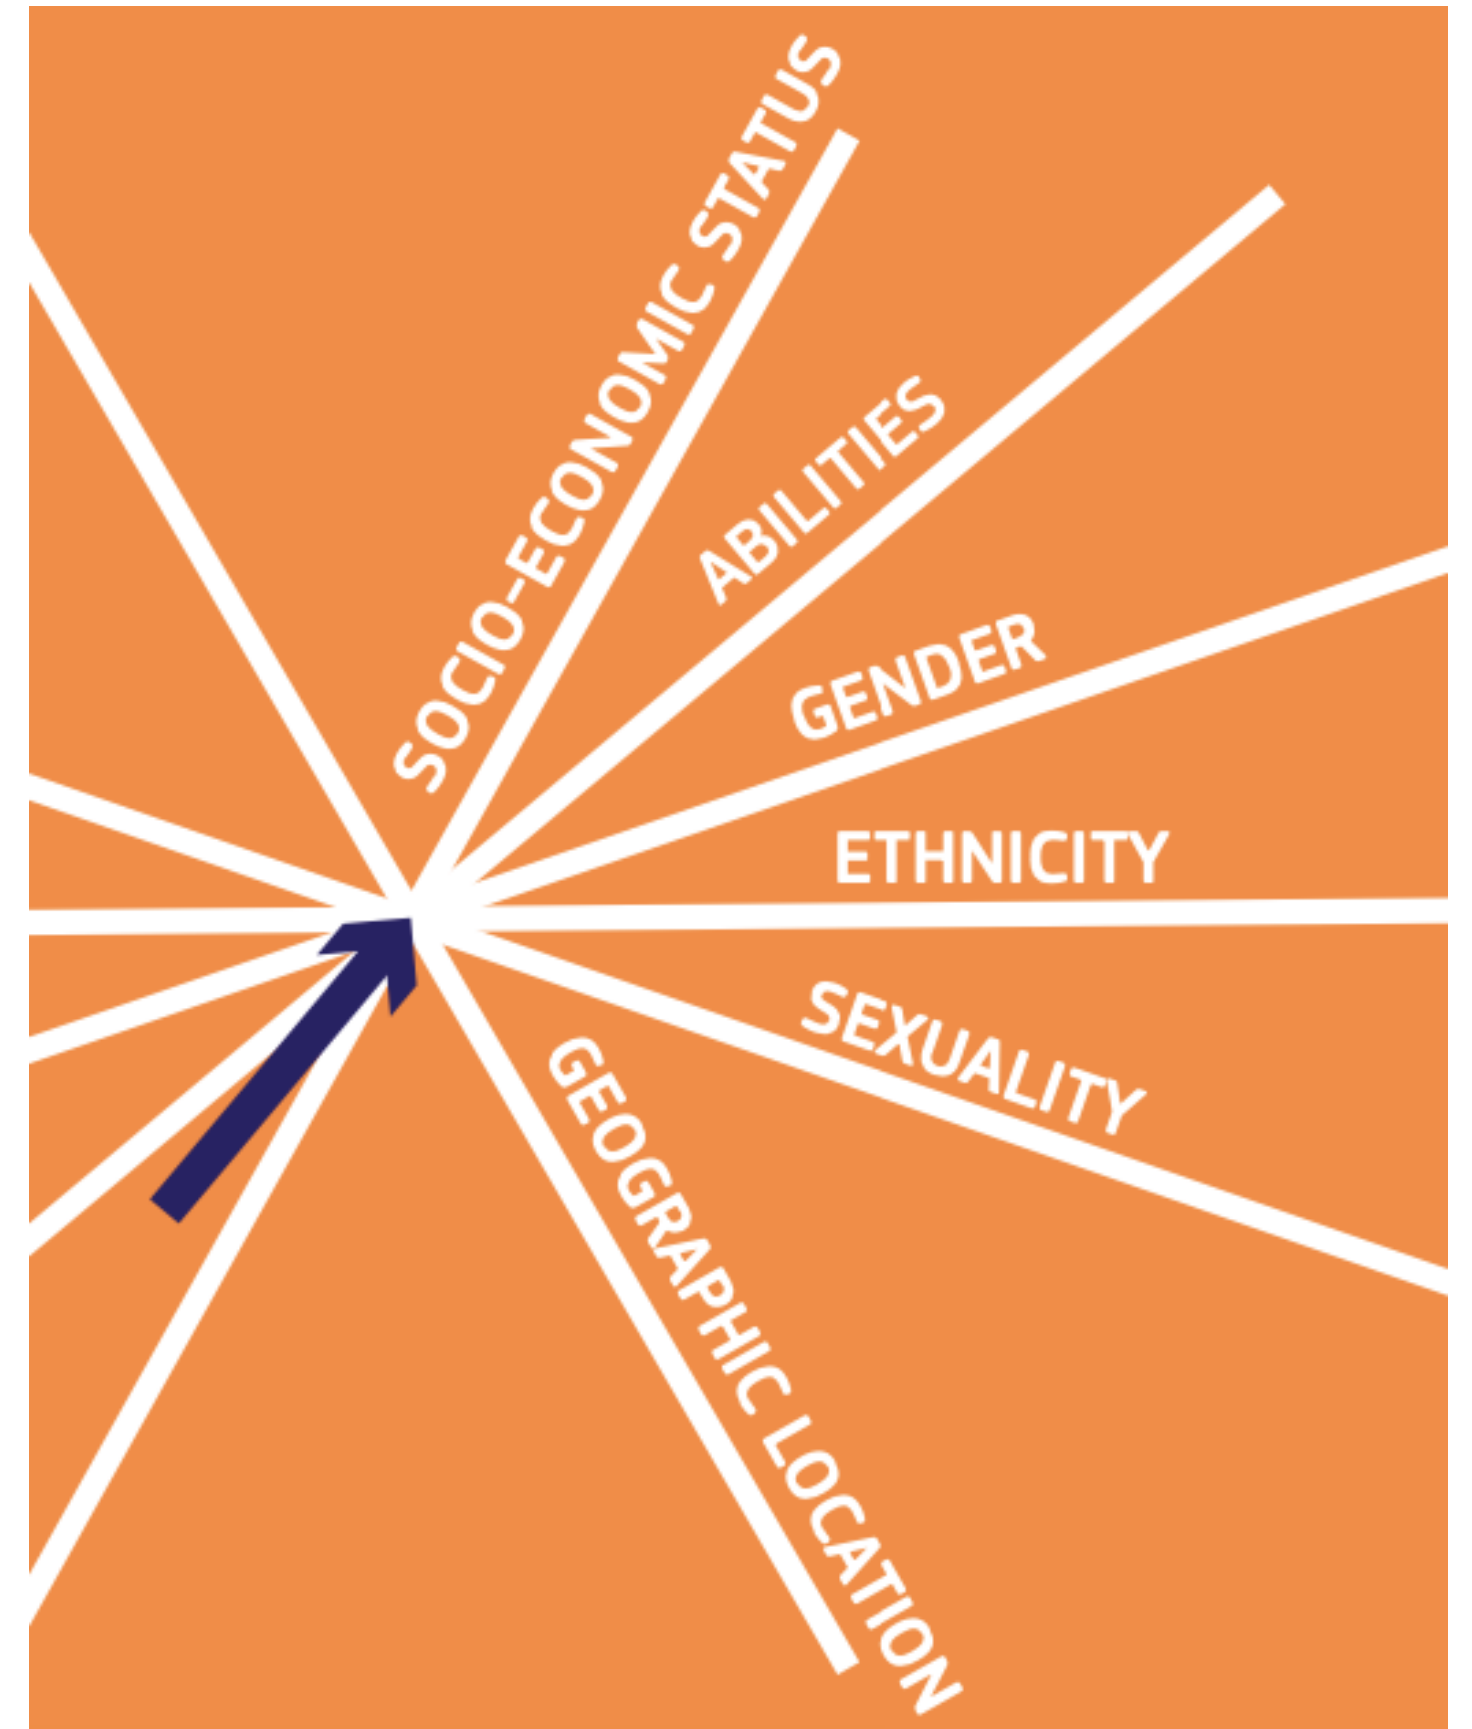 SOCIO-ECONOMIC STATUS
ABILITIES
GENDER
ETHNICITY
SEXUALITY
GEOGRAPHIC LOCATION